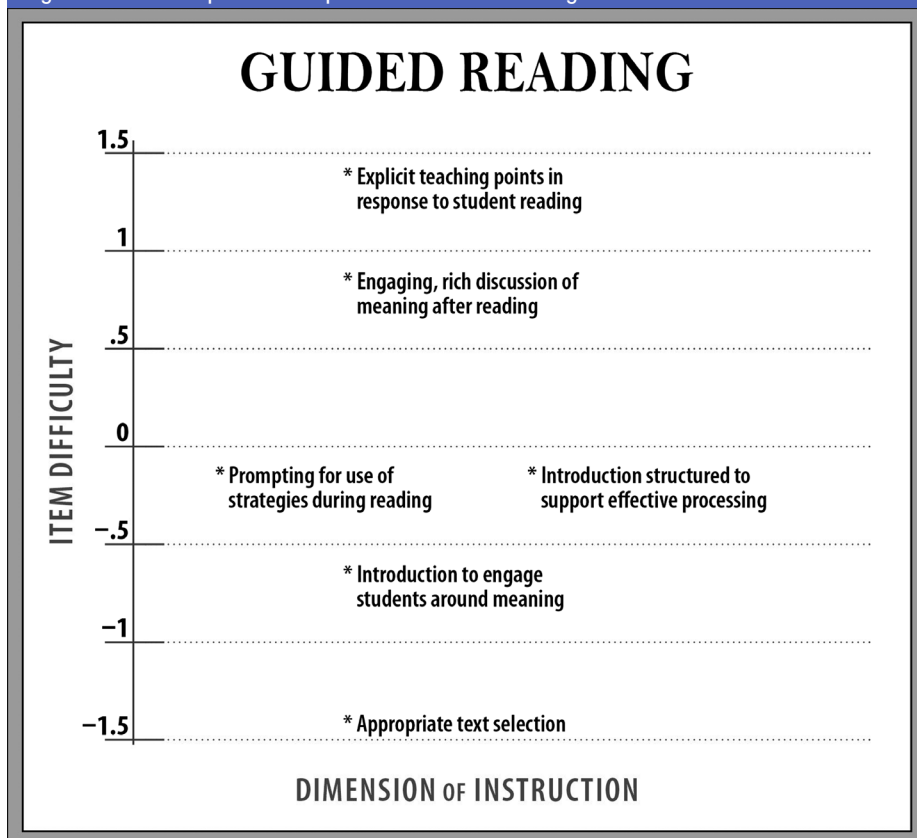 GUIDED READING
1.5
* Explicit teaching points in
response to student reading
1
* Engaging, rich discussion of
meaning after reading
.5
ITEM DIFFICULTY
0
* Prompting for use of
strategies during reading
* Introduction structured to
support effective processing
−.5
* Introduction to engage
students around meaning
−1
−1.5
* Appropriate text selection
DIMENSION OF INSTRUCTION